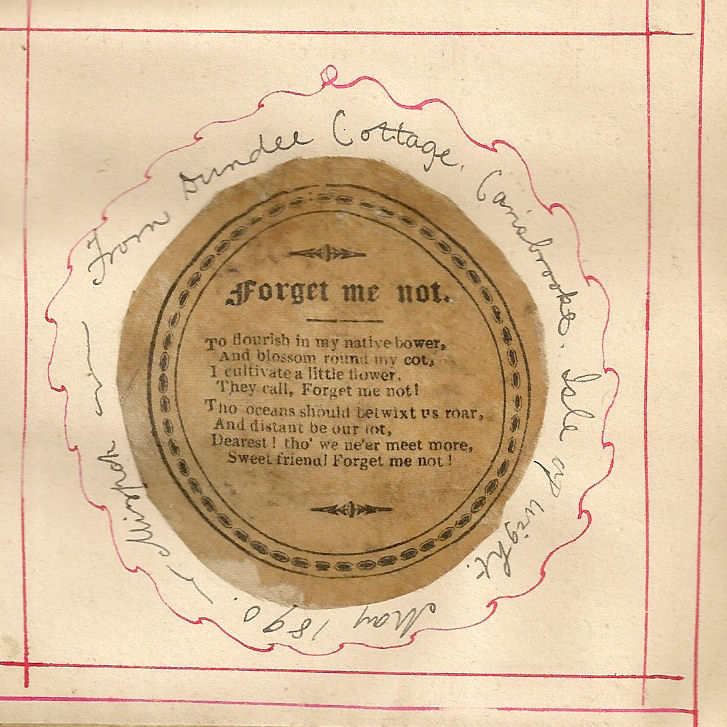 From Dundee Cottage. Carisbrooke. Isle of Wight.
May 1890.
Forget me not.
To flourish in my native bower,
And blossom round my cot,
I cultivate a little flower,
They call, Forget me not!
Tho oceans should betwixt us roar,
And distant be our lot,
Dearest! tho' we ne'er meet more,
Sweet friend! Forget me not!